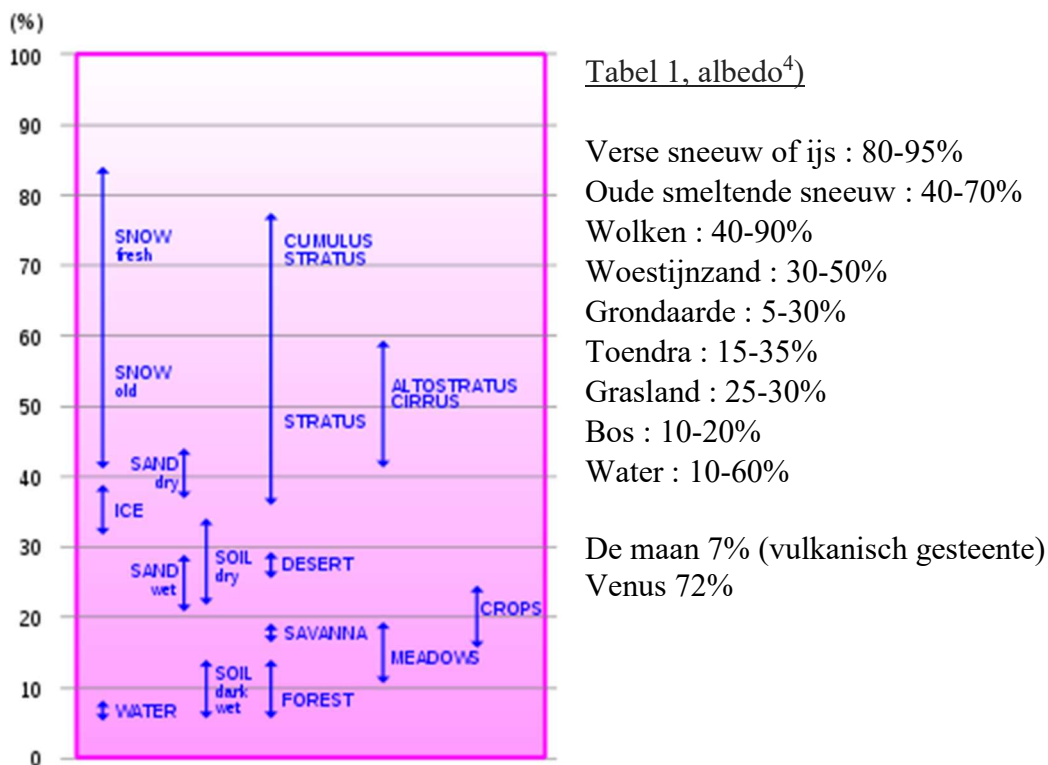 (%)
100
90
80
70
60
50
40
30
20
10
0
SNOW
fresh
SNOW
old
ICE
WATER
SAND
dry
SAND
wet
SOIL
dry
SOIL
dark
wet
CUMULUS
STRATUS
STRATUS
DESERT
SAVANNA
FOREST
ALTOSTRATUS
CIRRUS
MEADOWS
CROPS
Tabel 1, albedo⁴)
Verse sneeuw of ijs : 80-95%
Oude smeltende sneeuw : 40-70%
Wolken : 40-90%
Woestijnzand : 30-50%
Grondaarde : 5-30%
Toendra : 15-35%
Grasland : 25-30%
Bos : 10-20%
Water : 10-60%
De maan 7% (vulkanisch gesteente)
Venus 72%